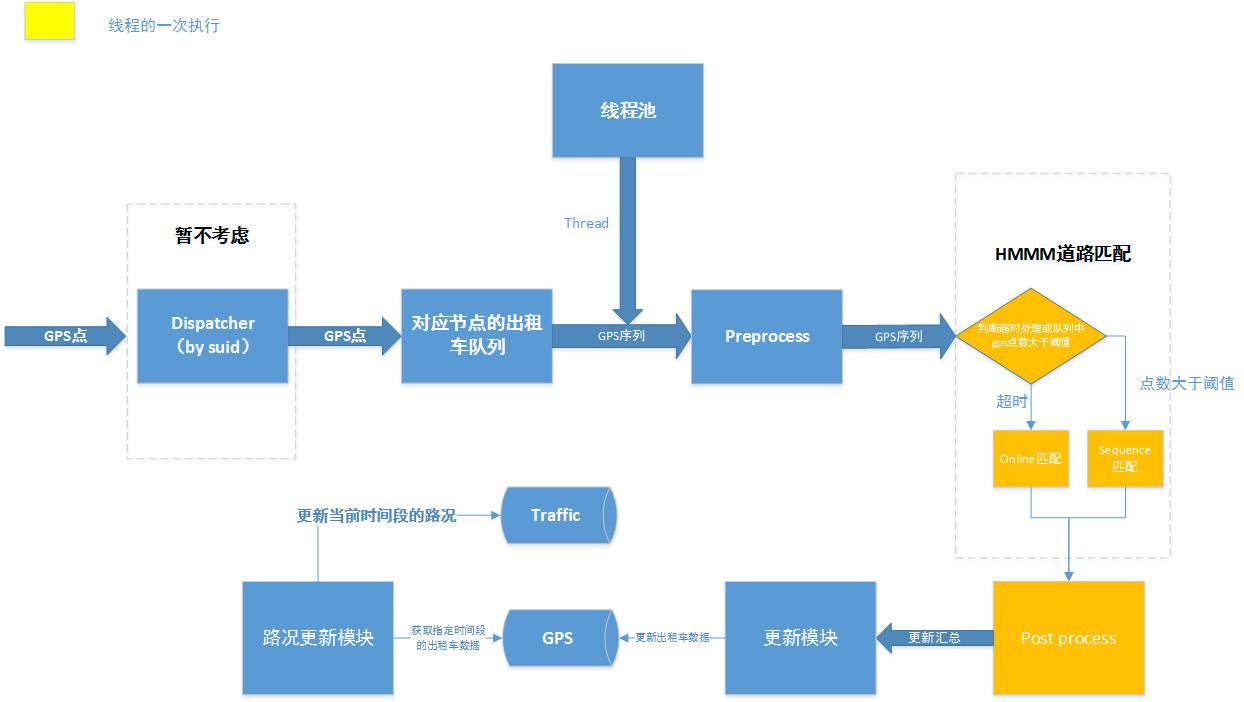 线程的一次执行
线程池
Thread
暂不考虑
HMMM道路匹配
GPS点
Dispatcher
（by suid）
GPS点
对应节点的出租
车队列
GPS序列
Preprocess
GPS序列
判断超时处理或队列中
gps点数大于阈值
点数大于阈值
超时
Online匹配
Sequence
匹配
更新当前时间段的路况
Traffic
路况更新模块
获取指定时间段
的出租车数据
GPS
更新出租车数据
更新模块
更新汇总
Post process